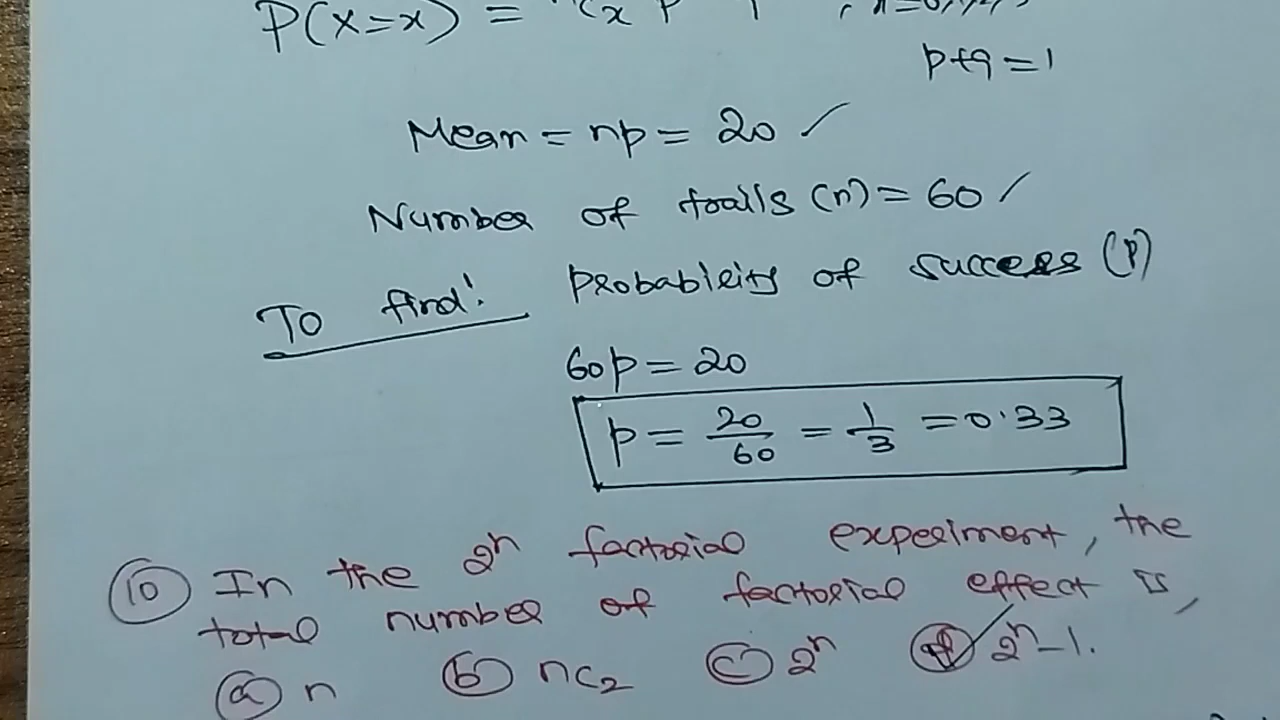 P(X=x) =
p+q=1
Mean = np = 20 ✓
Number of trails (n) = 60 ✓
To find: Probability of success (p)
60p = 20
p = 20/60 = 1/3 = 0.33
(10) In the 2ⁿ factorial experiment, the
total number of factorial effect is,
(a) n (b) nC₂ (c) 2ⁿ (d) ✓ 2ⁿ-1.